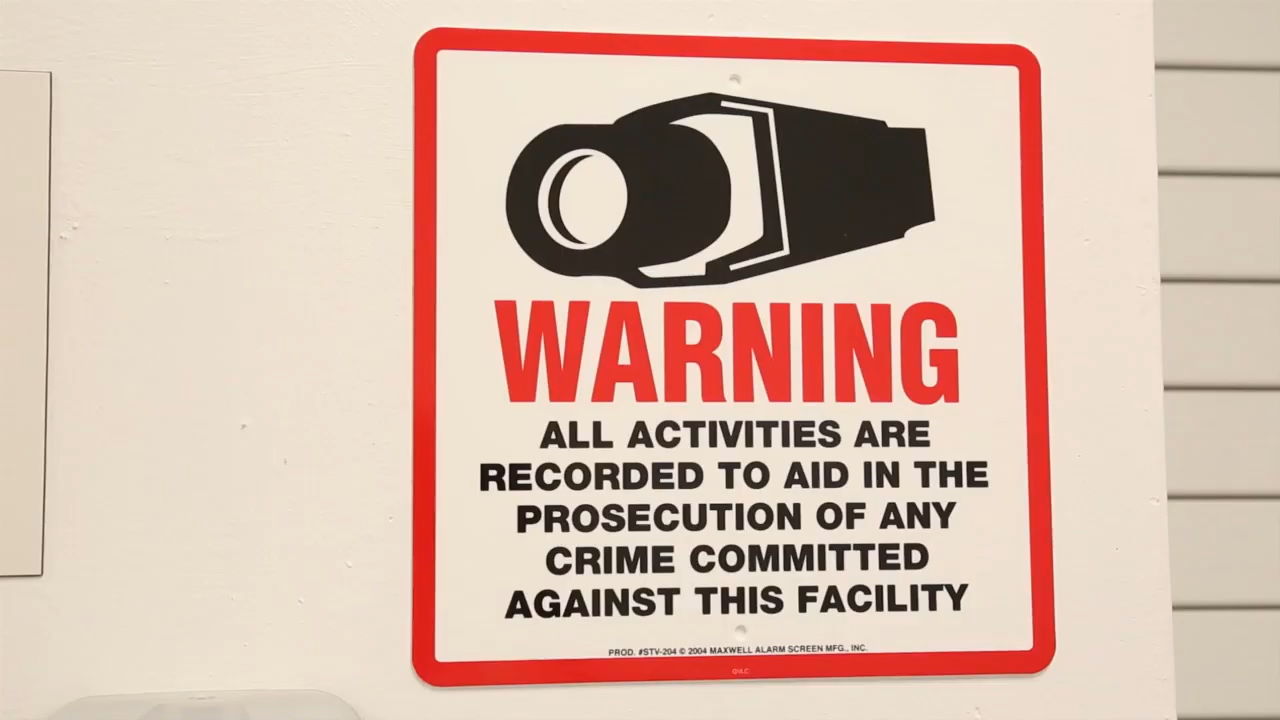 WARNING
ALL ACTIVITIES ARE
RECORDED TO AID IN THE
PROSECUTION OF ANY
CRIME COMMITTED
AGAINST THIS FACILITY
PROD. #STV-204 © 2004 MAXWELL ALARM SCREEN MFG., INC.